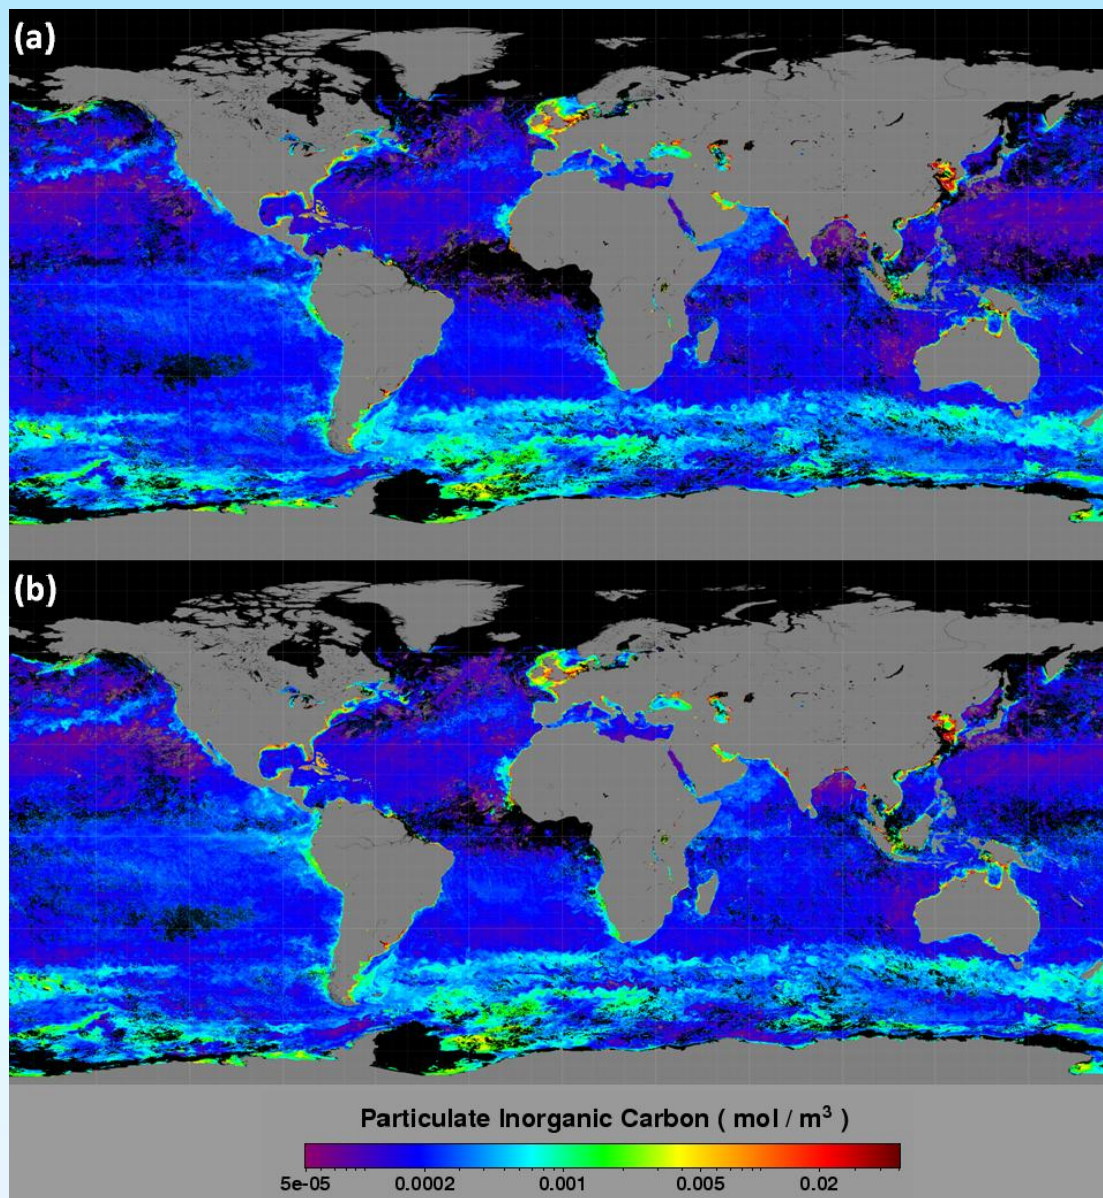 (a)
(b)
Particulate Inorganic Carbon ( mol / m³ )
5e-05 0.0002 0.001 0.005 0.02